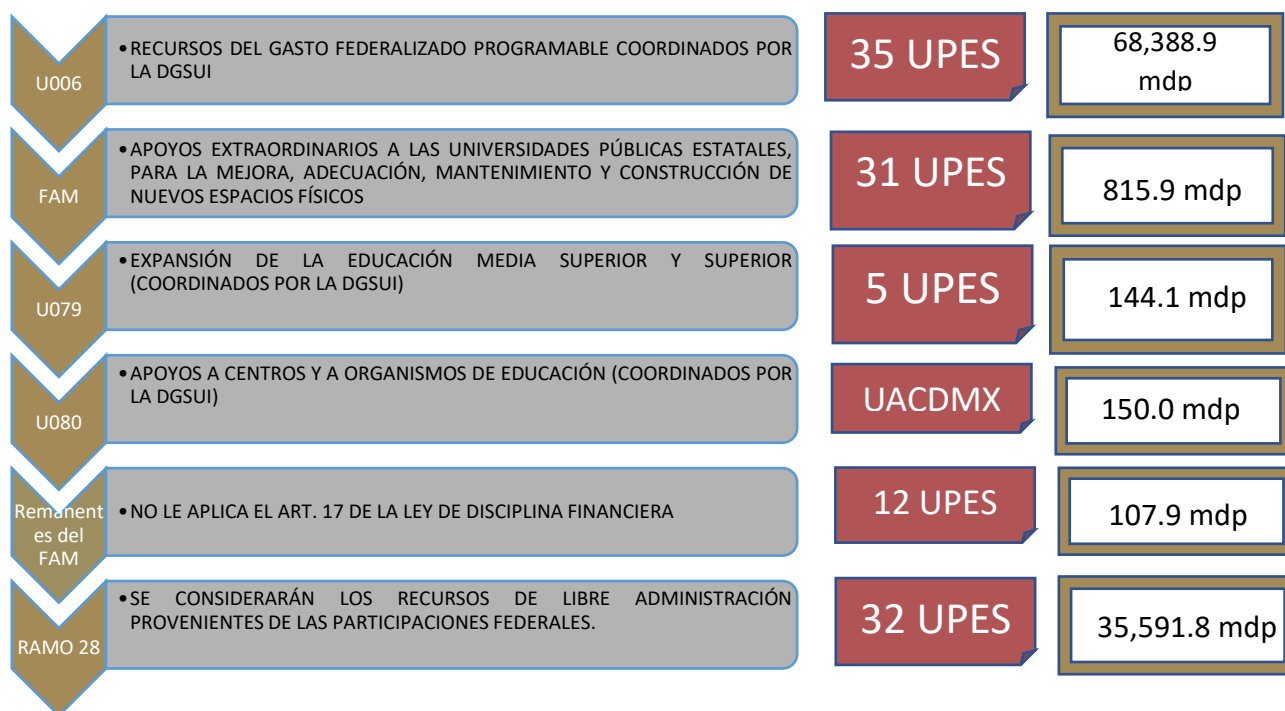 U006
•RECURSOS DEL GASTO FEDERALIZADO PROGRAMABLE COORDINADOS POR
LA DGSUI
35 UPES
68,388.9
mdp
FAM
•APOYOS EXTRAORDINARIOS A LAS UNIVERSIDADES PÚBLICAS ESTATALES,
PARA LA MEJORA, ADECUACIÓN, MANTENIMIENTO Y CONSTRUCCIÓN DE
NUEVOS ESPACIOS FÍSICOS
31 UPES
815.9 mdp
U079
•EXPANSIÓN DE LA EDUCACIÓN MEDIA SUPERIOR Y SUPERIOR
(COORDINADOS POR LA DGSUI)
5 UPES
144.1 mdp
U080
•APOYOS A CENTROS Y A ORGANISMOS DE EDUCACIÓN (COORDINADOS POR
LA DGSUI)
UACDMX
150.0 mdp
Remanent
es del
FAM
•NO LE APLICA EL ART. 17 DE LA LEY DE DISCIPLINA FINANCIERA
12 UPES
107.9 mdp
RAMO 28
•SE CONSIDERARÁN LOS RECURSOS DE LIBRE ADMINISTRACIÓN
PROVENIENTES DE LAS PARTICIPACIONES FEDERALES.
32 UPES
35,591.8 mdp